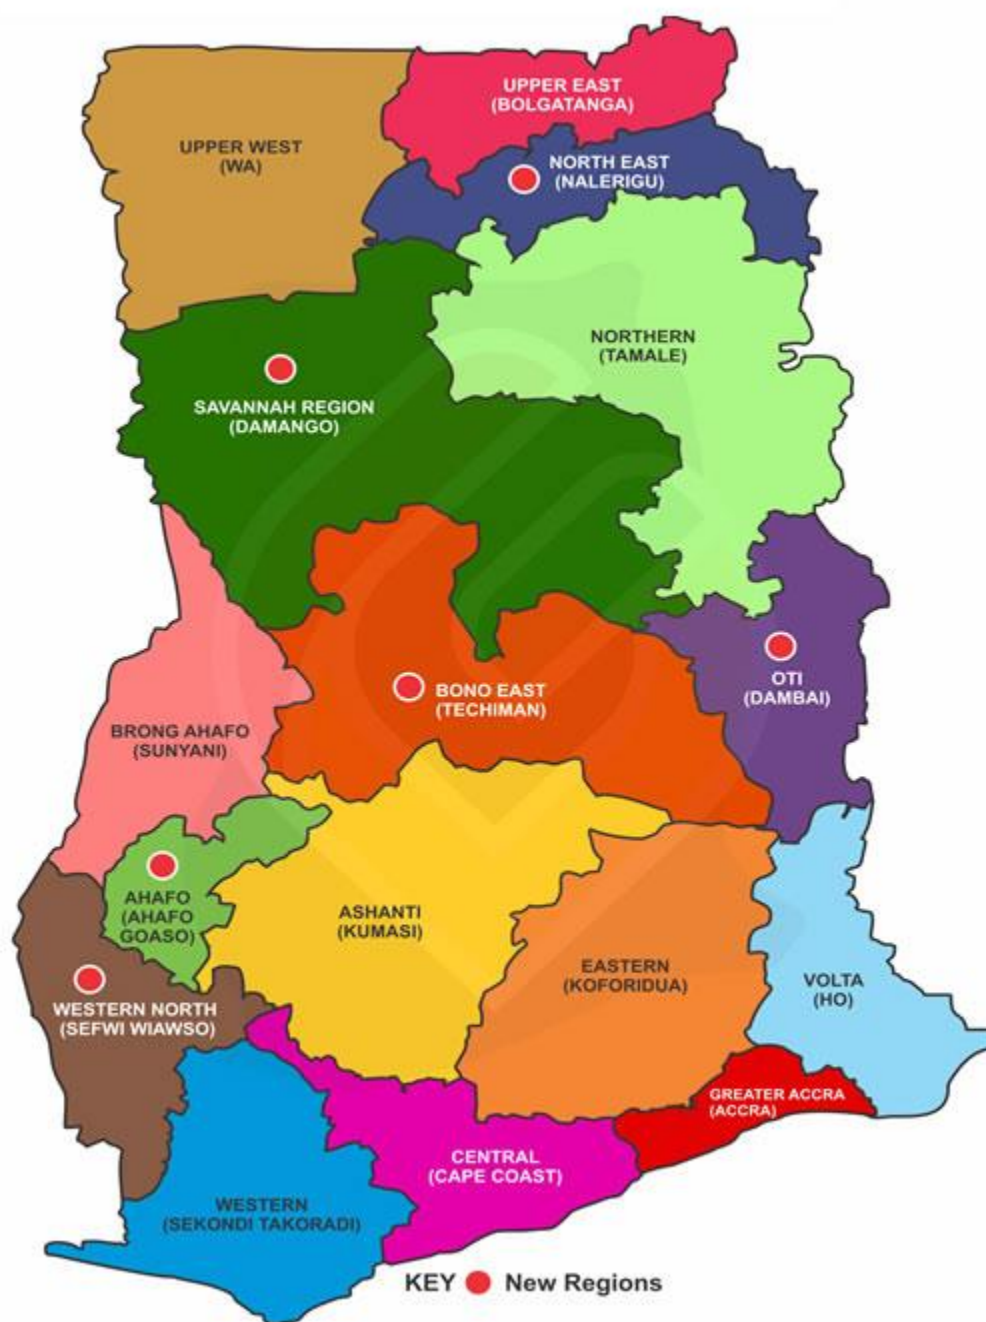 UPPER EAST
(BOLGATANGA)
UPPER WEST
(WA)
NORTH EAST
(NALERIGU)
NORTHERN
(TAMALE)
SAVANNAH REGION
(DAMANGO)
OTI
(DAMBAI)
BONO EAST
(TECHIMAN)
BRONG AHAFO
(SUNYANI)
AHAFO
(AHAFO
GOASO)
ASHANTI
(KUMASI)
EASTERN
(KOFORIDUA)
VOLTA
(HO)
WESTERN NORTH
(SEFWI WIAWSO)
GREATER ACCRA
(ACCRA)
CENTRAL
(CAPE COAST)
WESTERN
(SEKONDI TAKORADI)
KEY New Regions